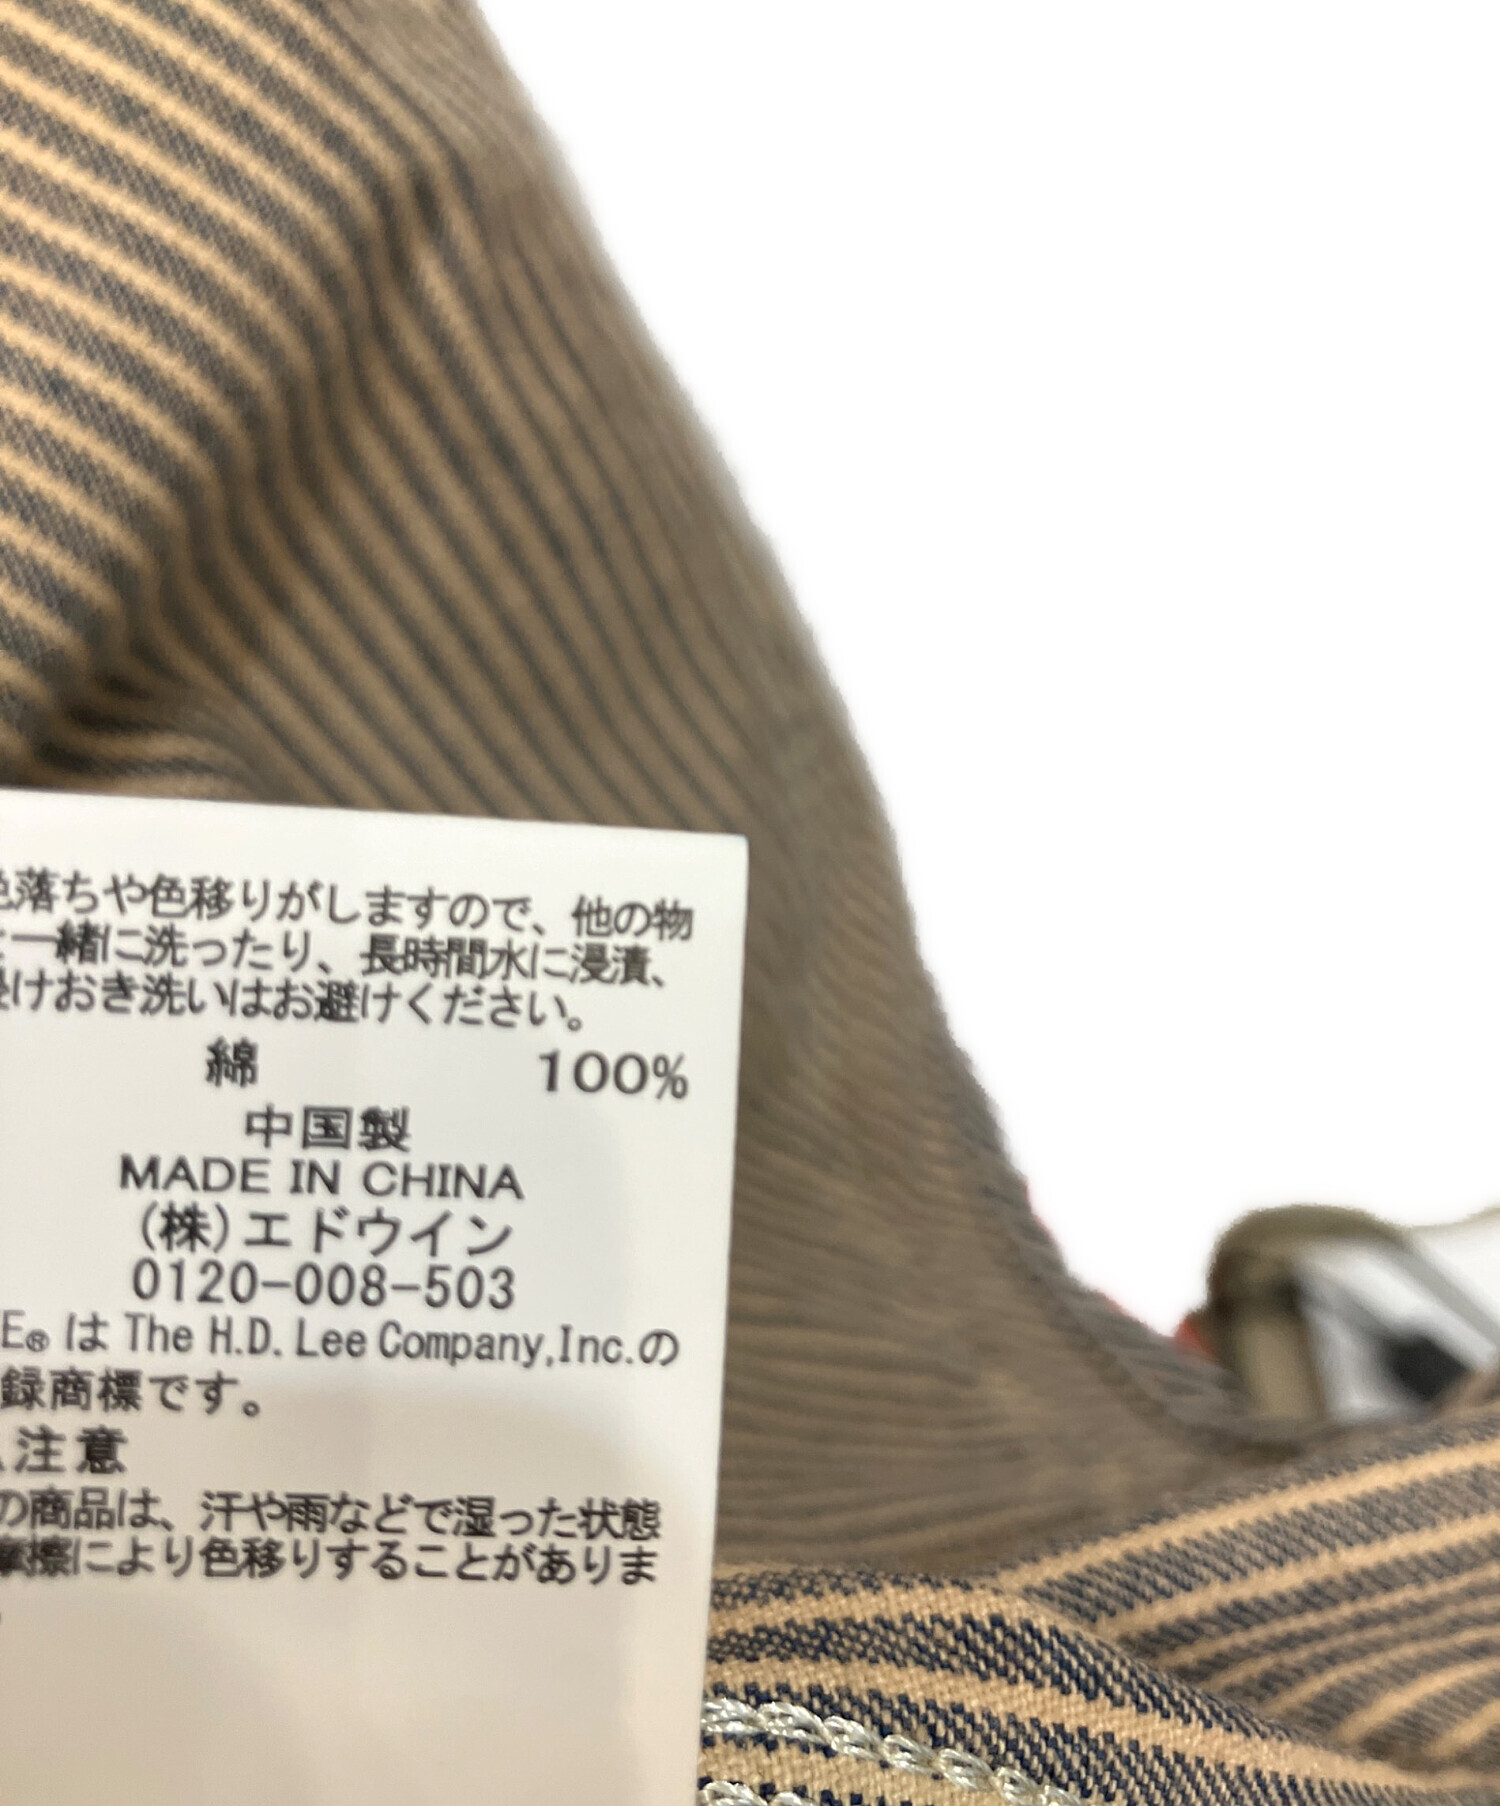 色落ちや色移りがしますので、他の物
と一緒に洗ったり、長時間水に浸漬、
浸けおき洗いはお避けください。
綿 100%
中国製
MADE IN CHINA
(株)エドウイン
0120-008-503
EE® は The H.D. Lee Company,Inc.の
録商標です。
注意
の商品は、汗や雨などで湿った状態
摩擦により色移りすることがありま